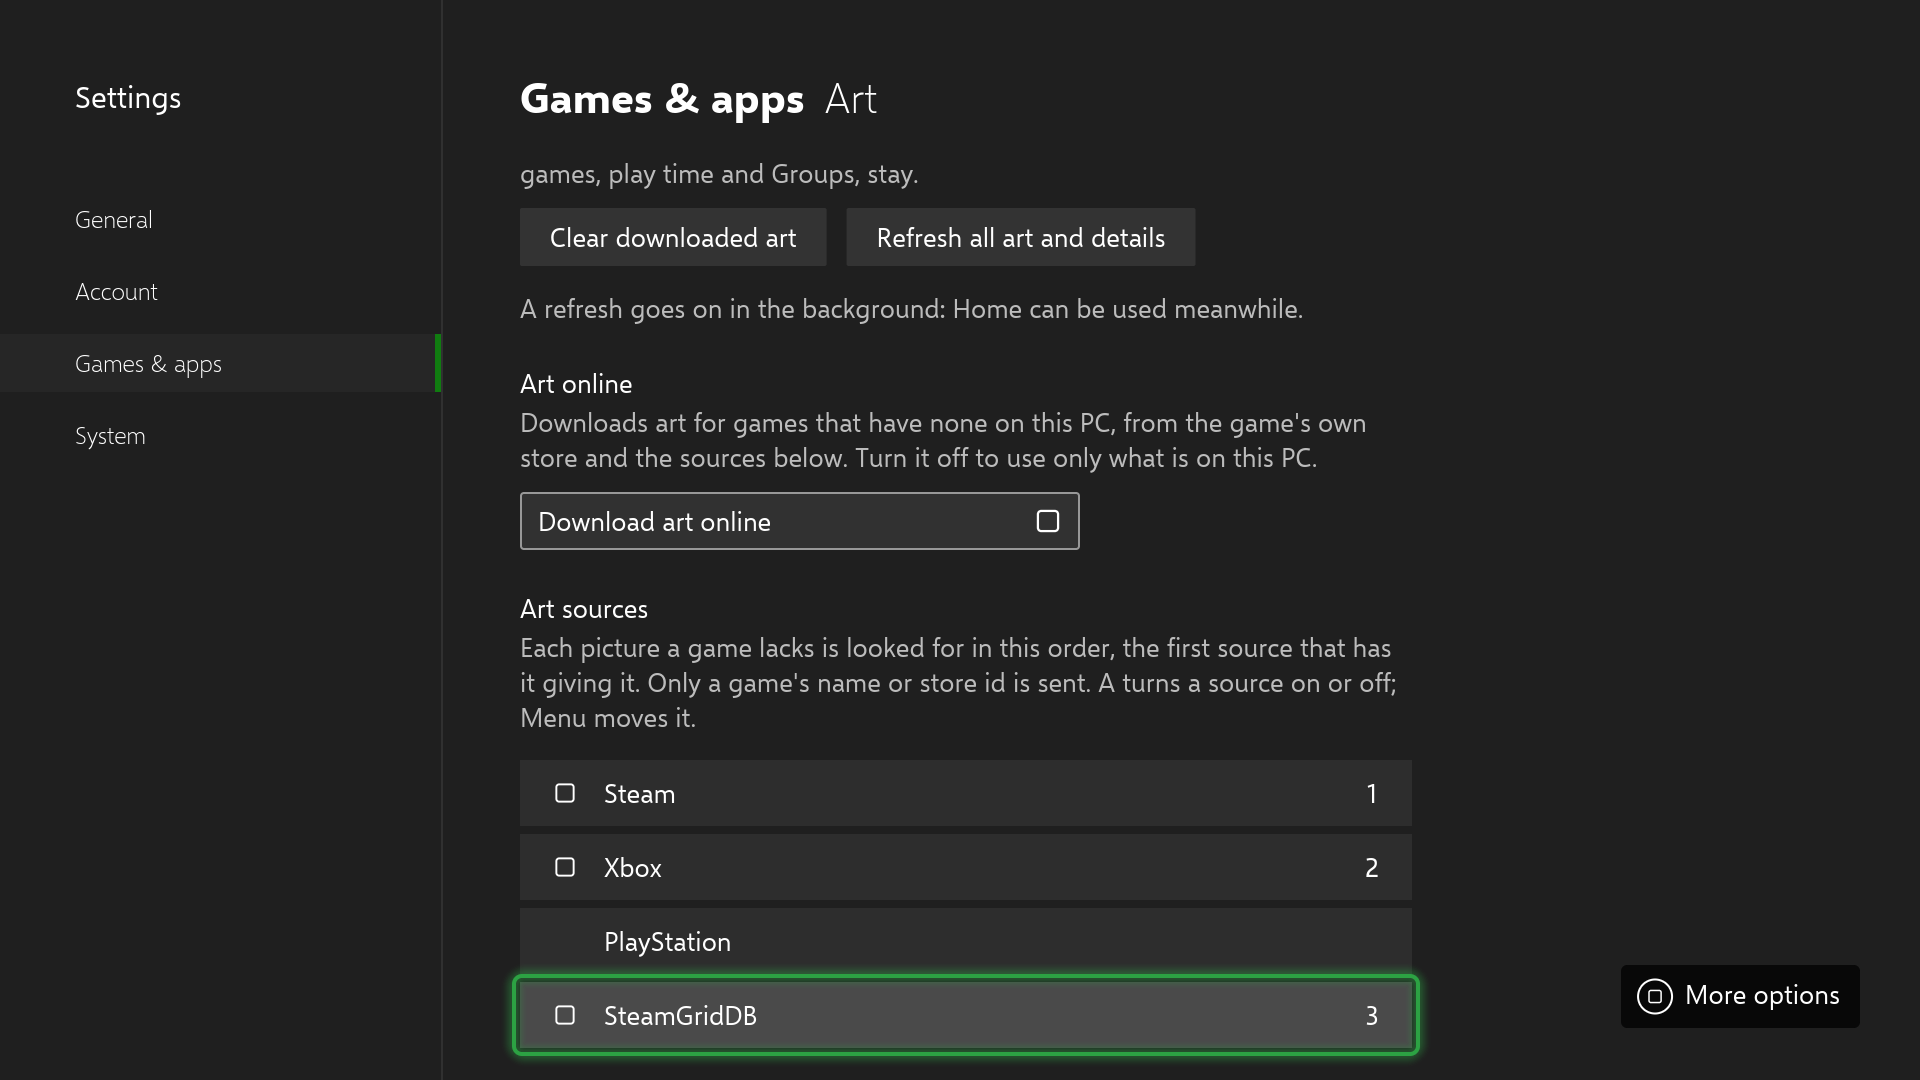 Settings
General
Account
Games & apps
System
Games & apps Art
games, play time and Groups, stay.
Clear downloaded art
Refresh all art and details
A refresh goes on in the background: Home can be used meanwhile.
Art online
Downloads art for games that have none on this PC, from the game's own
store and the sources below. Turn it off to use only what is on this PC.
Download art online
Art sources
Each picture a game lacks is looked for in this order, the first source that has
it giving it. Only a game's name or store id is sent. A turns a source on or off;
Menu moves it.
Steam 1
Xbox 2
PlayStation
SteamGridDB 3
More options